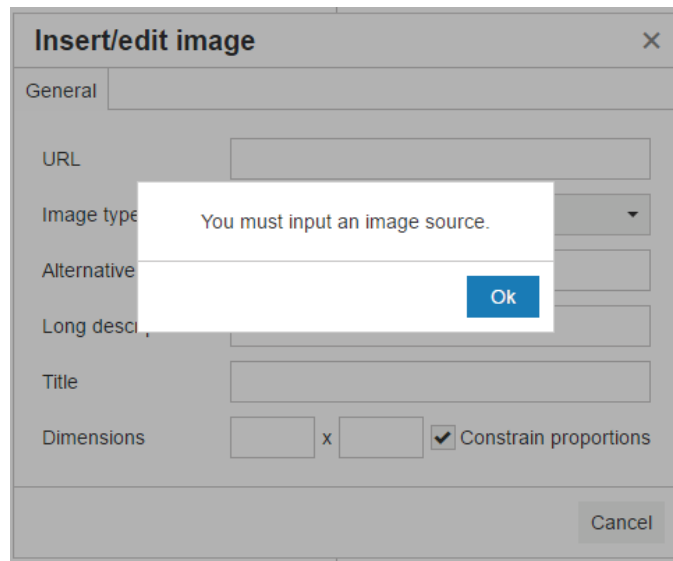 Insert/edit image
General
URL
Image type
You must input an image source.
Alternative
Ok
Long
Title
Dimensions x Constrain proportions
Cancel